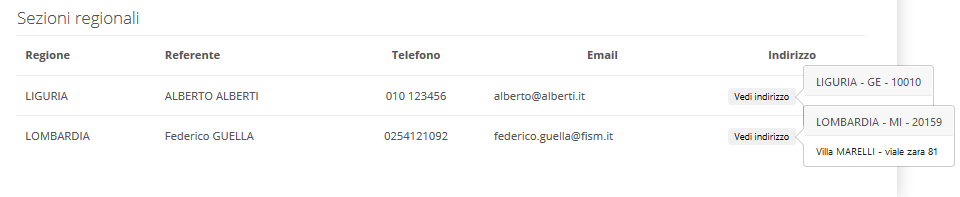 Sezioni regionali
Regione Referente Telefono Email Indirizzo
LIGURIA ALBERTO ALBERTI 010 123456 alberto@alberti.it Vedi indirizzo
LIGURIA - GE - 10010
LOMBARDIA Federico GUELLA 0254121092 federico.guella@fism.it Vedi indirizzo
LOMBARDIA - MI - 20159
Villa MARELLI - viale zara 81